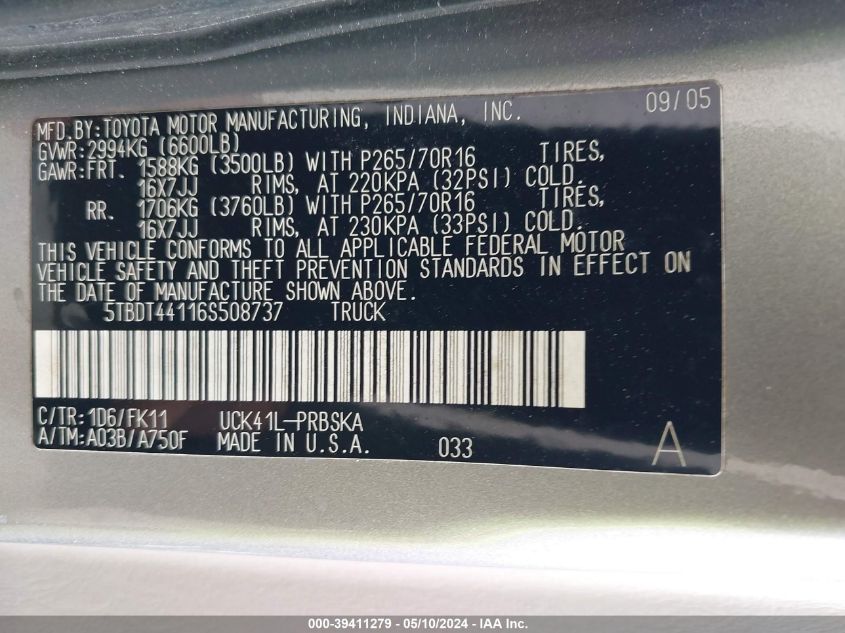 09/05
MFD.BY:TOYOTA MOTOR MANUFACTURING, INDIANA, INC.
GVWR:2994KG (6600LB)
GAWR:FRT. 1588KG (3500LB) WITH P265/70R16 TIRES,
16X7JJ RIMS, AT 220KPA (32PSI) COLD.
RR. 1706KG (3760LB) WITH P265/70R16 TIRES,
16X7JJ RIMS, AT 230KPA (33PSI) COLD.
THIS VEHICLE CONFORMS TO ALL APPLICABLE FEDERAL MOTOR
VEHICLE SAFETY AND THEFT PREVENTION STANDARDS IN EFFECT ON
THE DATE OF MANUFACTURE SHOWN ABOVE.
5TBDT44116S508737 TRUCK
C/TR:1D6/FK11 UCK41L-PRBSKA
A/TM:A03B/A750F MADE IN U.S.A. 033 A
000-39411279 - 05/10/2024 - IAA Inc.